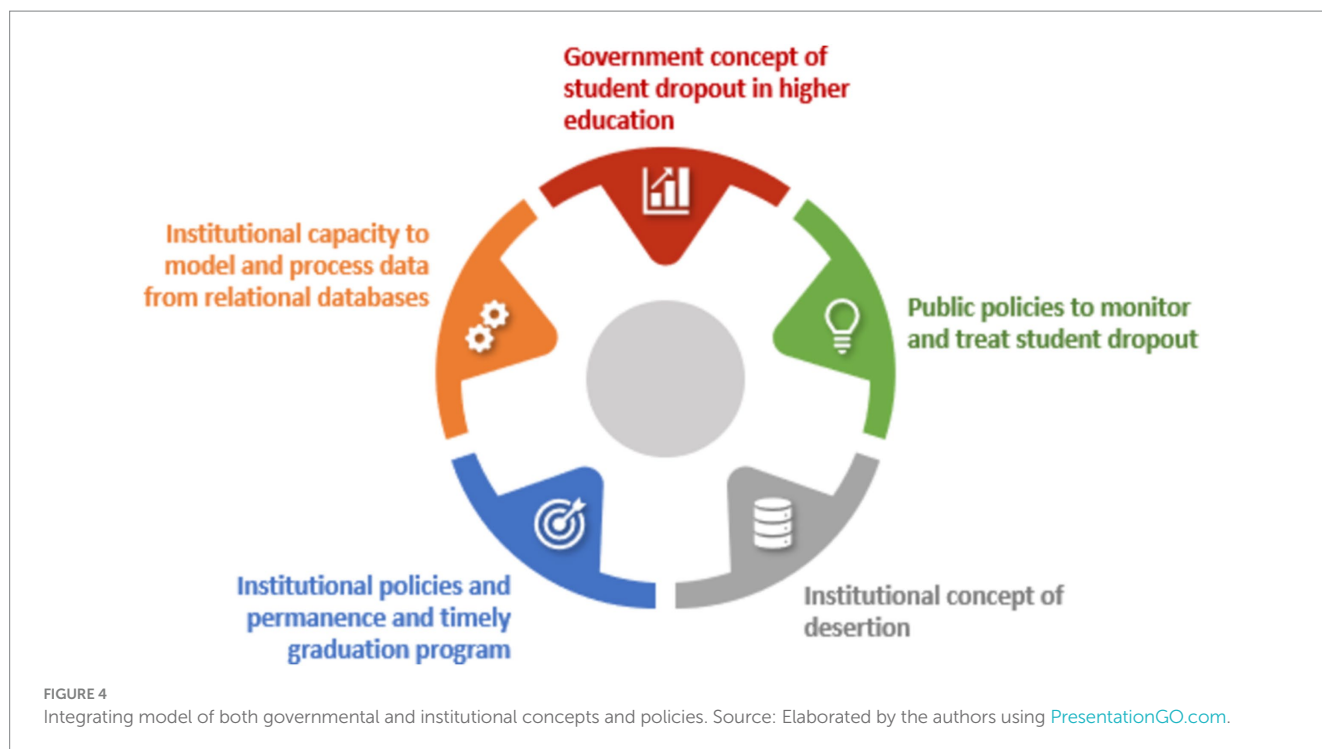 Government concept of
student dropout in higher
education
Institutional capacity to
model and process data
from relational databases
Public policies to monitor
and treat student dropout
Institutional policies and
permanence and timely
graduation program
Institutional concept of
desertion
FIGURE 4
Integrating model of both governmental and institutional concepts and policies. Source: Elaborated by the authors using PresentationGO.com.